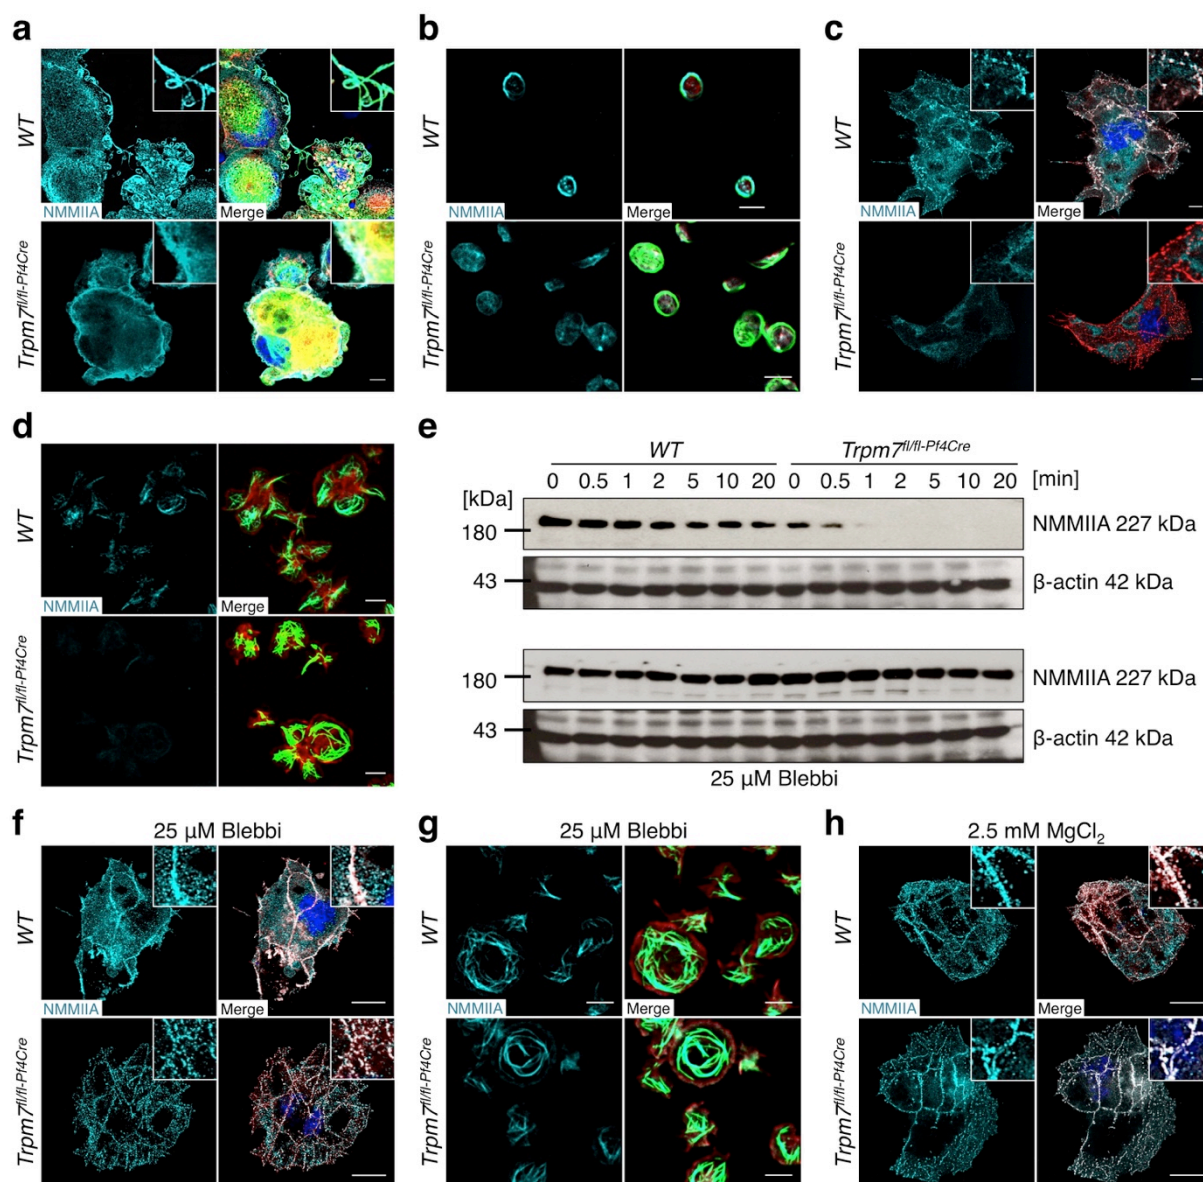 a
b
c
WT
NMMIIA
Merge
Trpm7fl/fl-Pf4Cre
WT
NMMIIA
Merge
Trpm7fl/fl-Pf4Cre
WT
NMMIIA
Merge
Trpm7fl/fl-Pf4Cre
d
WT
NMMIIA
Merge
Trpm7fl/fl-Pf4Cre
e
WT Trpm7fl/fl-Pf4Cre
0 0.5 1 2 5 10 20 0 0.5 1 2 5 10 20 [min]
[kDa]
180 NMMIIA 227 kDa
43 β-actin 42 kDa
180 NMMIIA 227 kDa
43 β-actin 42 kDa
25 μM Blebbi
f
25 μM Blebbi
WT
NMMIIA
Merge
Trpm7fl/fl-Pf4Cre
g
25 μM Blebbi
WT
NMMIIA
Merge
Trpm7fl/fl-Pf4Cre
h
2.5 mM MgCl₂
WT
NMMIIA
Merge
Trpm7fl/fl-Pf4Cre